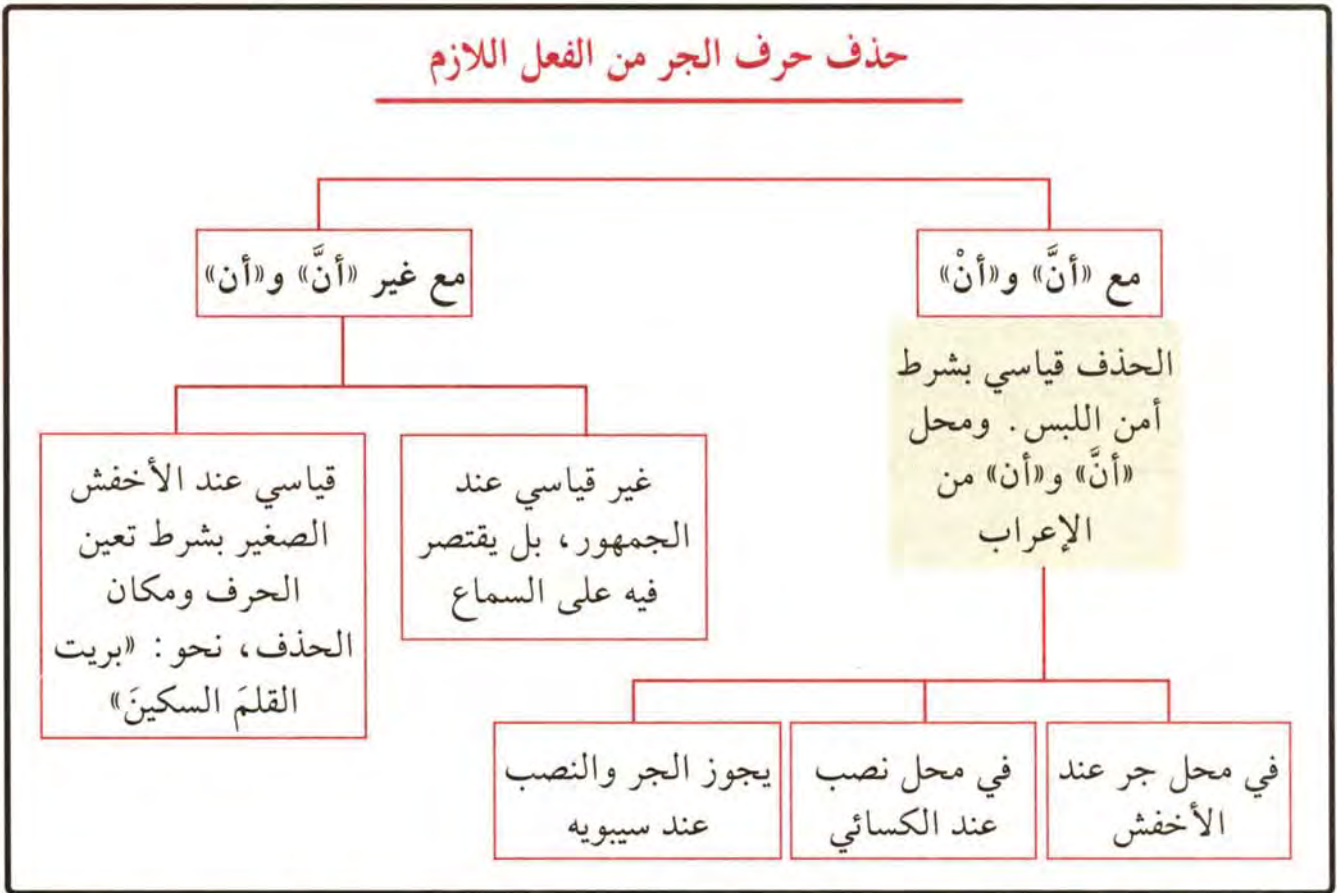 حذف حرف الجر من الفعل اللازم
مع «أنَّ» و«أنْ»
الحذف قياسي بشرط
أمن اللبس. ومحل
«أنَّ» و«أن» من
الإعراب
في محل جر عند
الأخفش
في محل نصب
عند الكسائي
يجوز الجر والنصب
عند سيبويه
مع غير «أنَّ» و«أن»
غير قياسي عند
الجمهور، بل يقتصر
فيه على السماع
قياسي عند الأخفش
الصغير بشرط تعين
الحرف ومكان
الحذف، نحو: «بريت
القلمَ السكينَ»